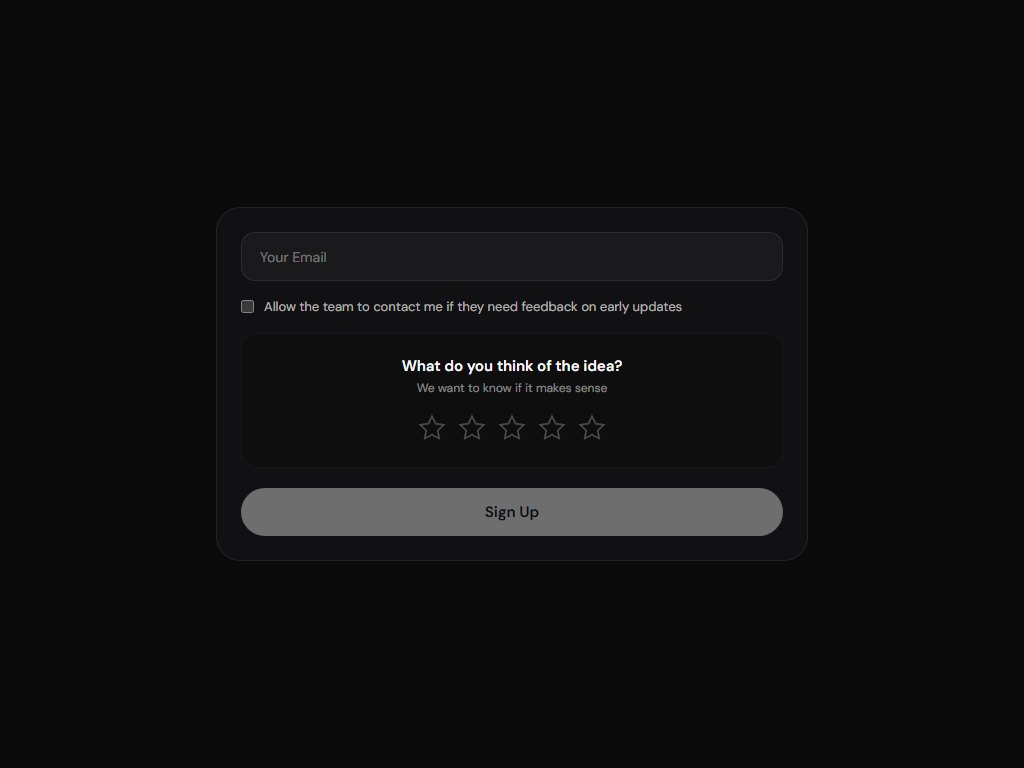 Your Email
Allow the team to contact me if they need feedback on early updates
What do you think of the idea?
We want to know if it makes sense
Sign Up